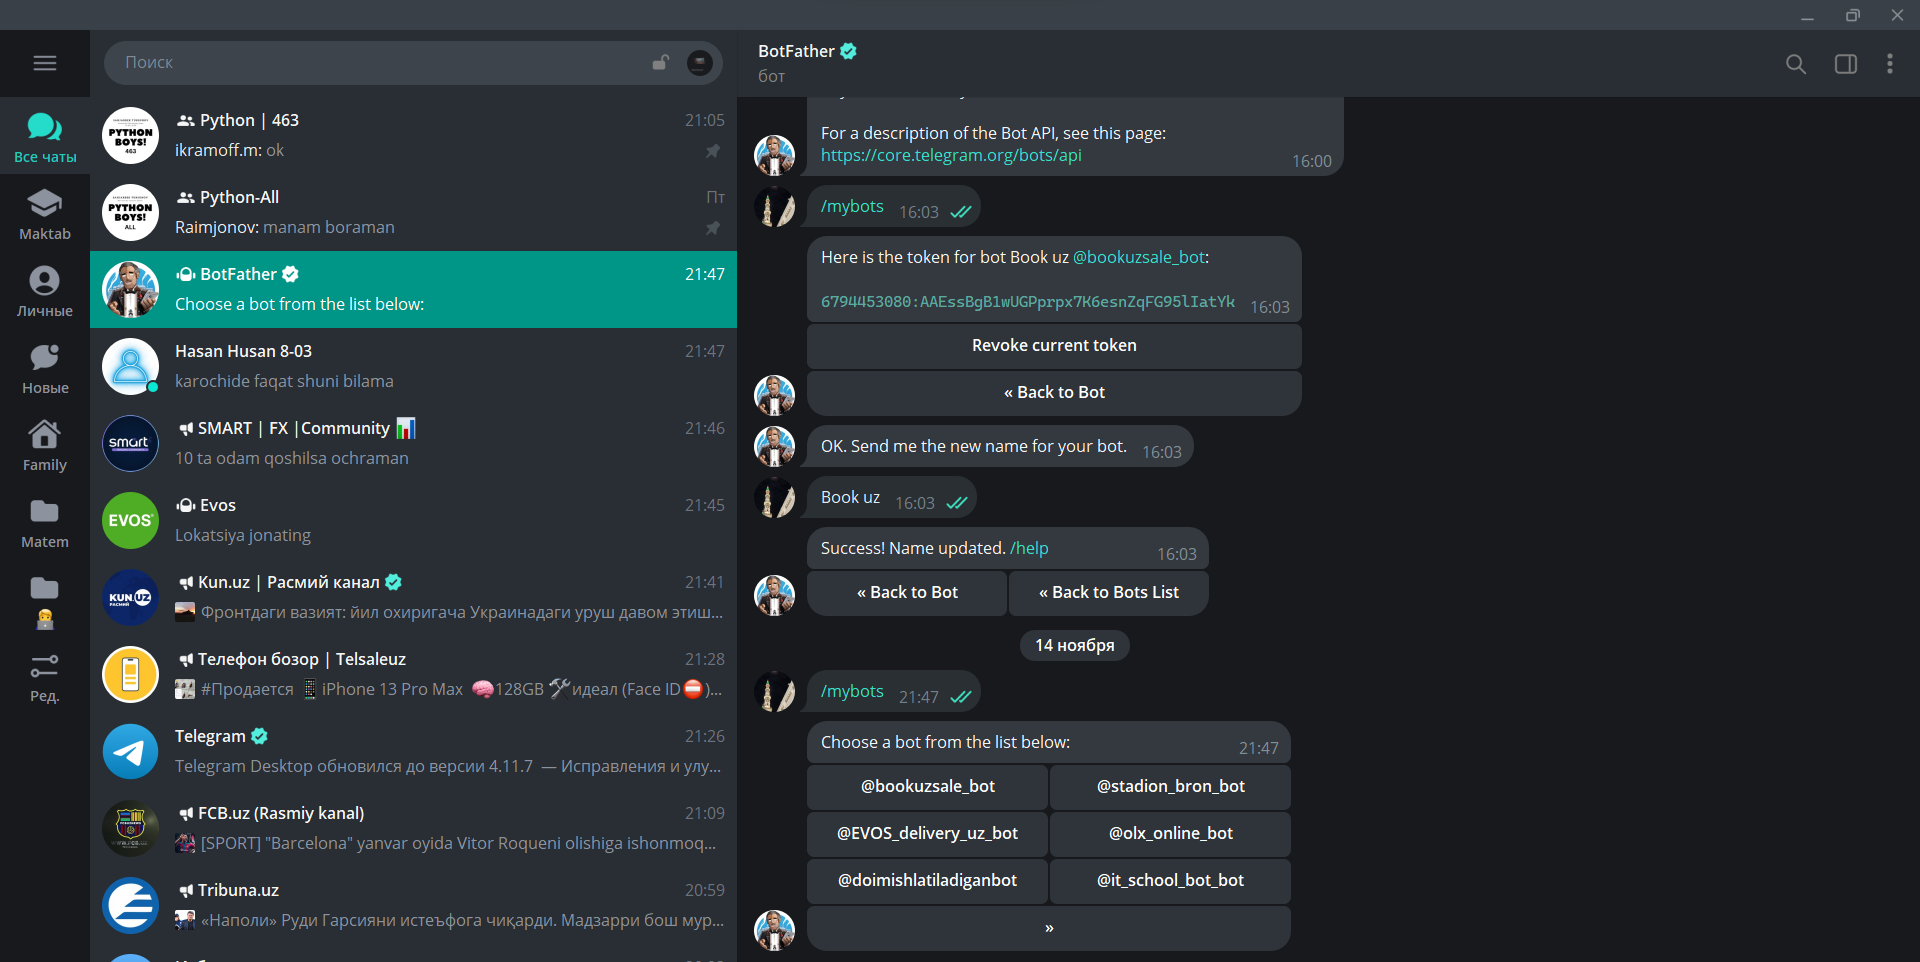 Поиск
Все чаты
Maktab
Личные
Новые
Family
Matem
Ред.
Python | 463
21:05
ikramoff.m: ok
Python-All
Пт
Raimjonov: manam boraman
BotFather
21:47
Choose a bot from the list below:
Hasan Husan 8-03
21:47
karochide faqat shuni bilama
SMART | FX |Community
21:46
10 ta odam qoshilsa ochraman
Evos
21:45
Lokatsiya jonating
Kun.uz | Расмий канал
21:41
Фронтдаги вазият: йил охиригача Украинадаги уруш давом этиш...
Телефон бозор | Telsaleuz
21:28
#Продается 📱iPhone 13 Pro Max 🧠128GB 🛠идеал (Face ID⛔)...
Telegram
21:26
Telegram Desktop обновился до версии 4.11.7 — Исправления и улу...
FCB.uz (Rasmiy kanal)
21:09
[SPORT] "Barcelona" yanvar oyida Vitor Roqueni olishiga ishonmoq...
Tribuna.uz
20:59
«Наполи» Руди Гарсияни истеъфога чиқарди. Мадзарри бош мур...
PYTHON
BOYS!
463
PYTHON
BOYS!
ALL
smart
EVOS
KUN.UZ
РАСМИЙ
BotFather
бот
For a description of the Bot API, see this page:
https://core.telegram.org/bots/api
16:00
/mybots 16:03
Here is the token for bot Book uz @bookuzsale_bot:
6794453080:AAEssBgB1wUGPprpx7K6esnZqFG95lIatYk 16:03
Revoke current token
« Back to Bot
OK. Send me the new name for your bot. 16:03
Book uz 16:03
Success! Name updated. /help 16:03
« Back to Bot
« Back to Bots List
14 ноября
/mybots 21:47
Choose a bot from the list below: 21:47
@bookuzsale_bot
@stadion_bron_bot
@EVOS_delivery_uz_bot
@olx_online_bot
@doimishlatiladiganbot
@it_school_bot_bot
»